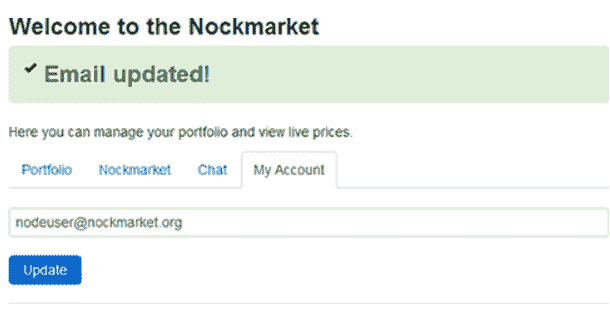 Welcome to the Nockmarket
Email updated!
Here you can manage your portfolio and view live prices.
Portfolio Nockmarket Chat My Account
nodeuser@nockmarket.org
Update